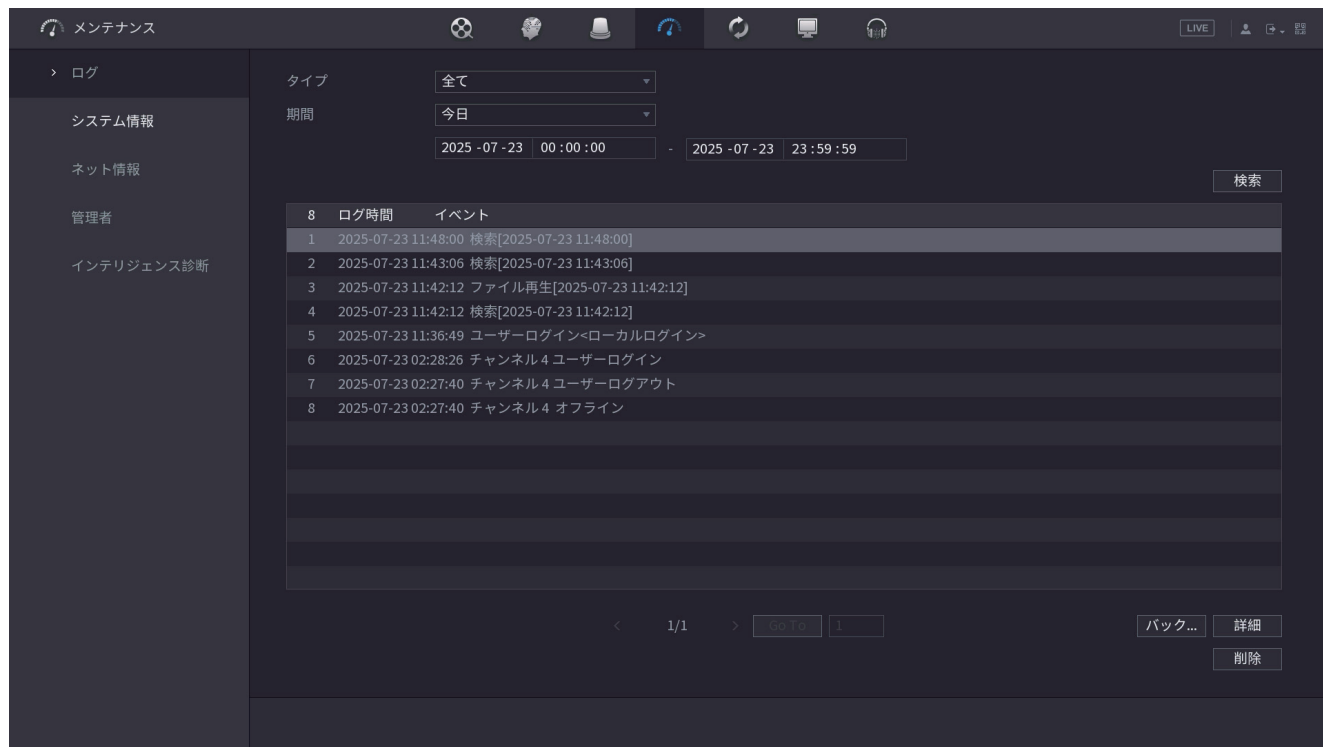 メンテナンス
LIVE
ログ
システム情報
ネット情報
管理者
インテリジェンス診断
タイプ 全て
期間 今日
2025 -07 -23 00 : 00 : 00 - 2025 -07 -23 23 : 59 : 59
検索
8 ログ時間 イベント
1 2025-07-23 11:48:00 検索[2025-07-23 11:48:00]
2 2025-07-23 11:43:06 検索[2025-07-23 11:43:06]
3 2025-07-23 11:42:12 ファイル再生[2025-07-23 11:42:12]
4 2025-07-23 11:42:12 検索[2025-07-23 11:42:12]
5 2025-07-23 11:36:49 ユーザーログイン<ローカルログイン>
6 2025-07-23 02:28:26 チャンネル 4 ユーザーログイン
7 2025-07-23 02:27:40 チャンネル 4 ユーザーログアウト
8 2025-07-23 02:27:40 チャンネル 4 オフライン
1/1 Go To 1
バック... 詳細
削除